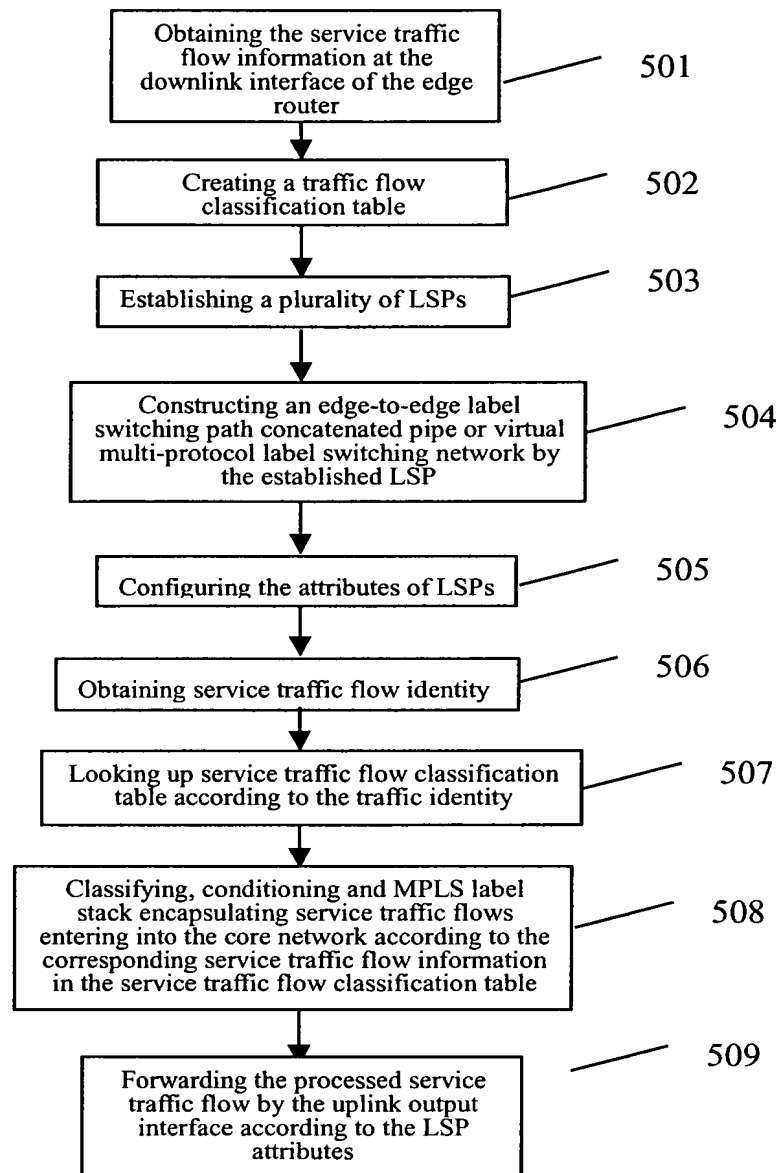 Obtaining the service traffic
flow information at the
downlink interface of the edge
router
501
Creating a traffic flow
classification table
502
Establishing a plurality of LSPs
503
Constructing an edge-to-edge label
switching path concatenated pipe or virtual
multi-protocol label switching network by
the established LSP
504
Configuring the attributes of LSPs
505
Obtaining service traffic flow identity
506
Looking up service traffic flow classification
table according to the traffic identity
507
Classifying, conditioning and MPLS label
stack encapsulating service traffic flows
entering into the core network according to the
corresponding service traffic flow information
in the service traffic flow classification table
508
Forwarding the processed service
traffic flow by the uplink output
interface according to the LSP
attributes
509